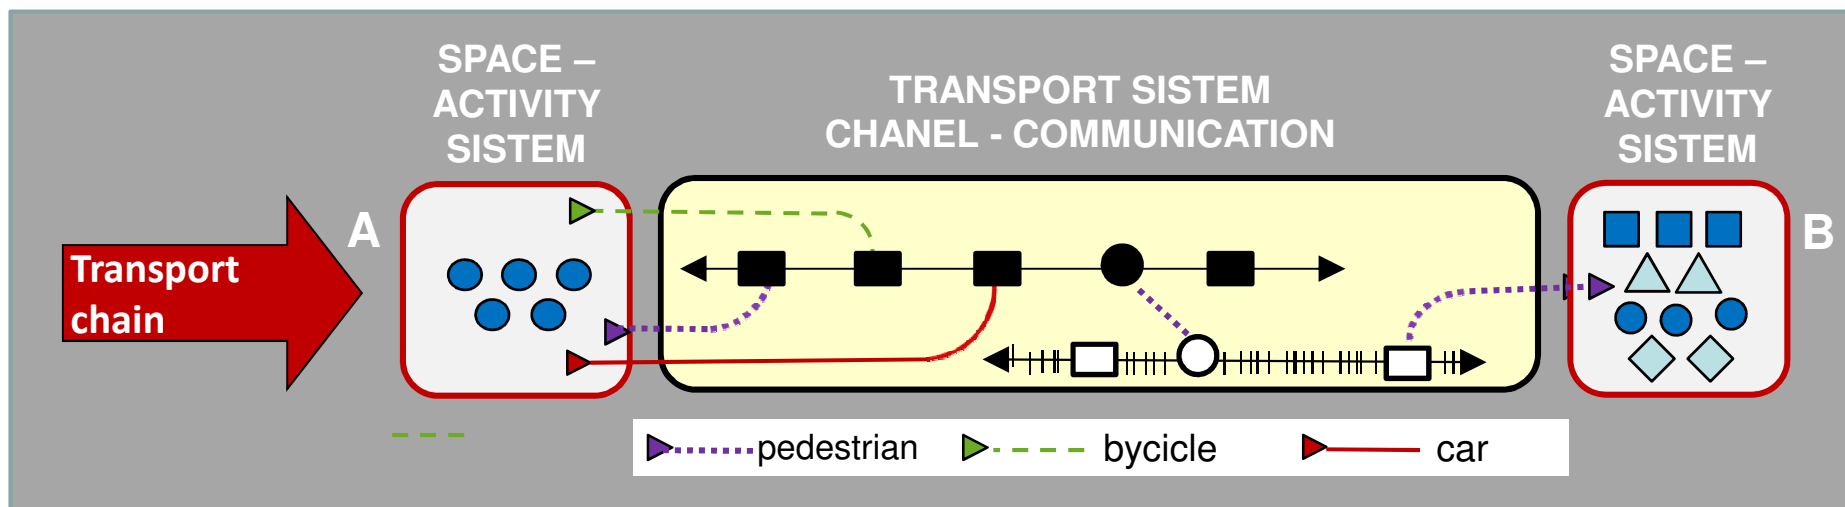 SPACE –
ACTIVITY
SISTEM
TRANSPORT SISTEM
CHANEL - COMMUNICATION
SPACE –
ACTIVITY
SISTEM
A
B
Transport
chain
pedestrian
bycicle
car